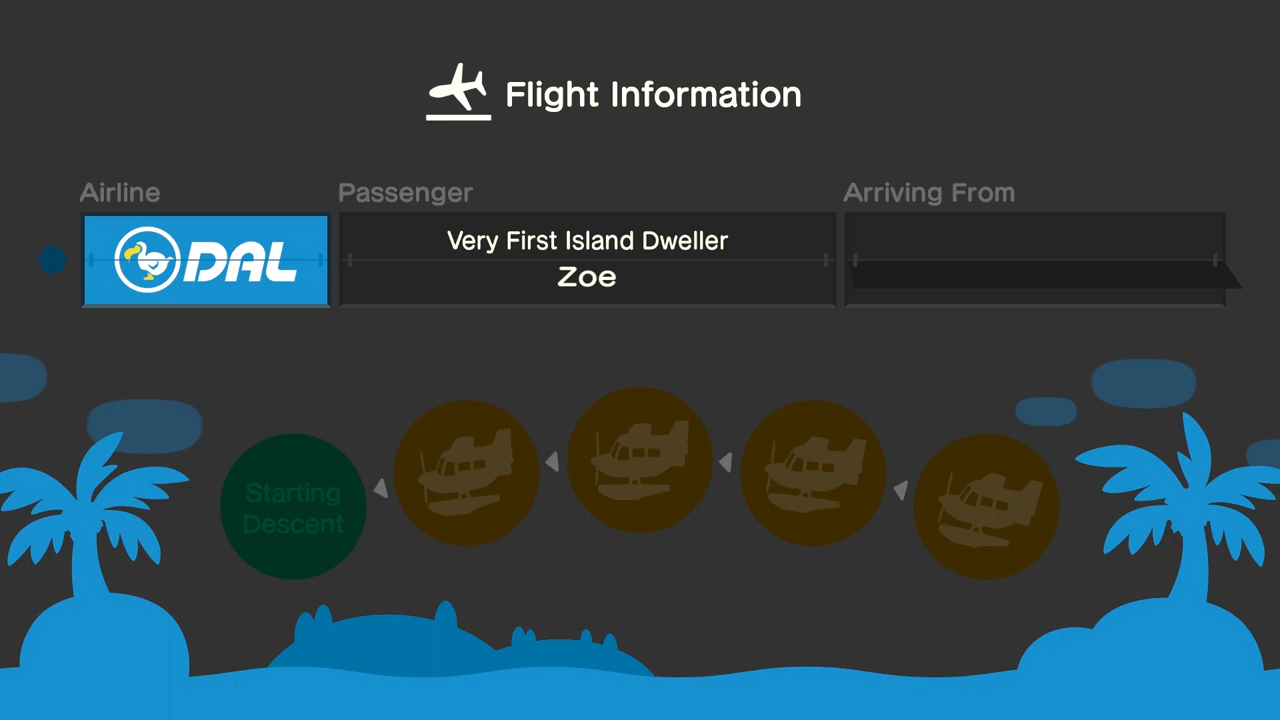 Flight Information
Airline
Passenger
Arriving From
DAL
Very First Island Dweller
Zoe
Starting
Descent